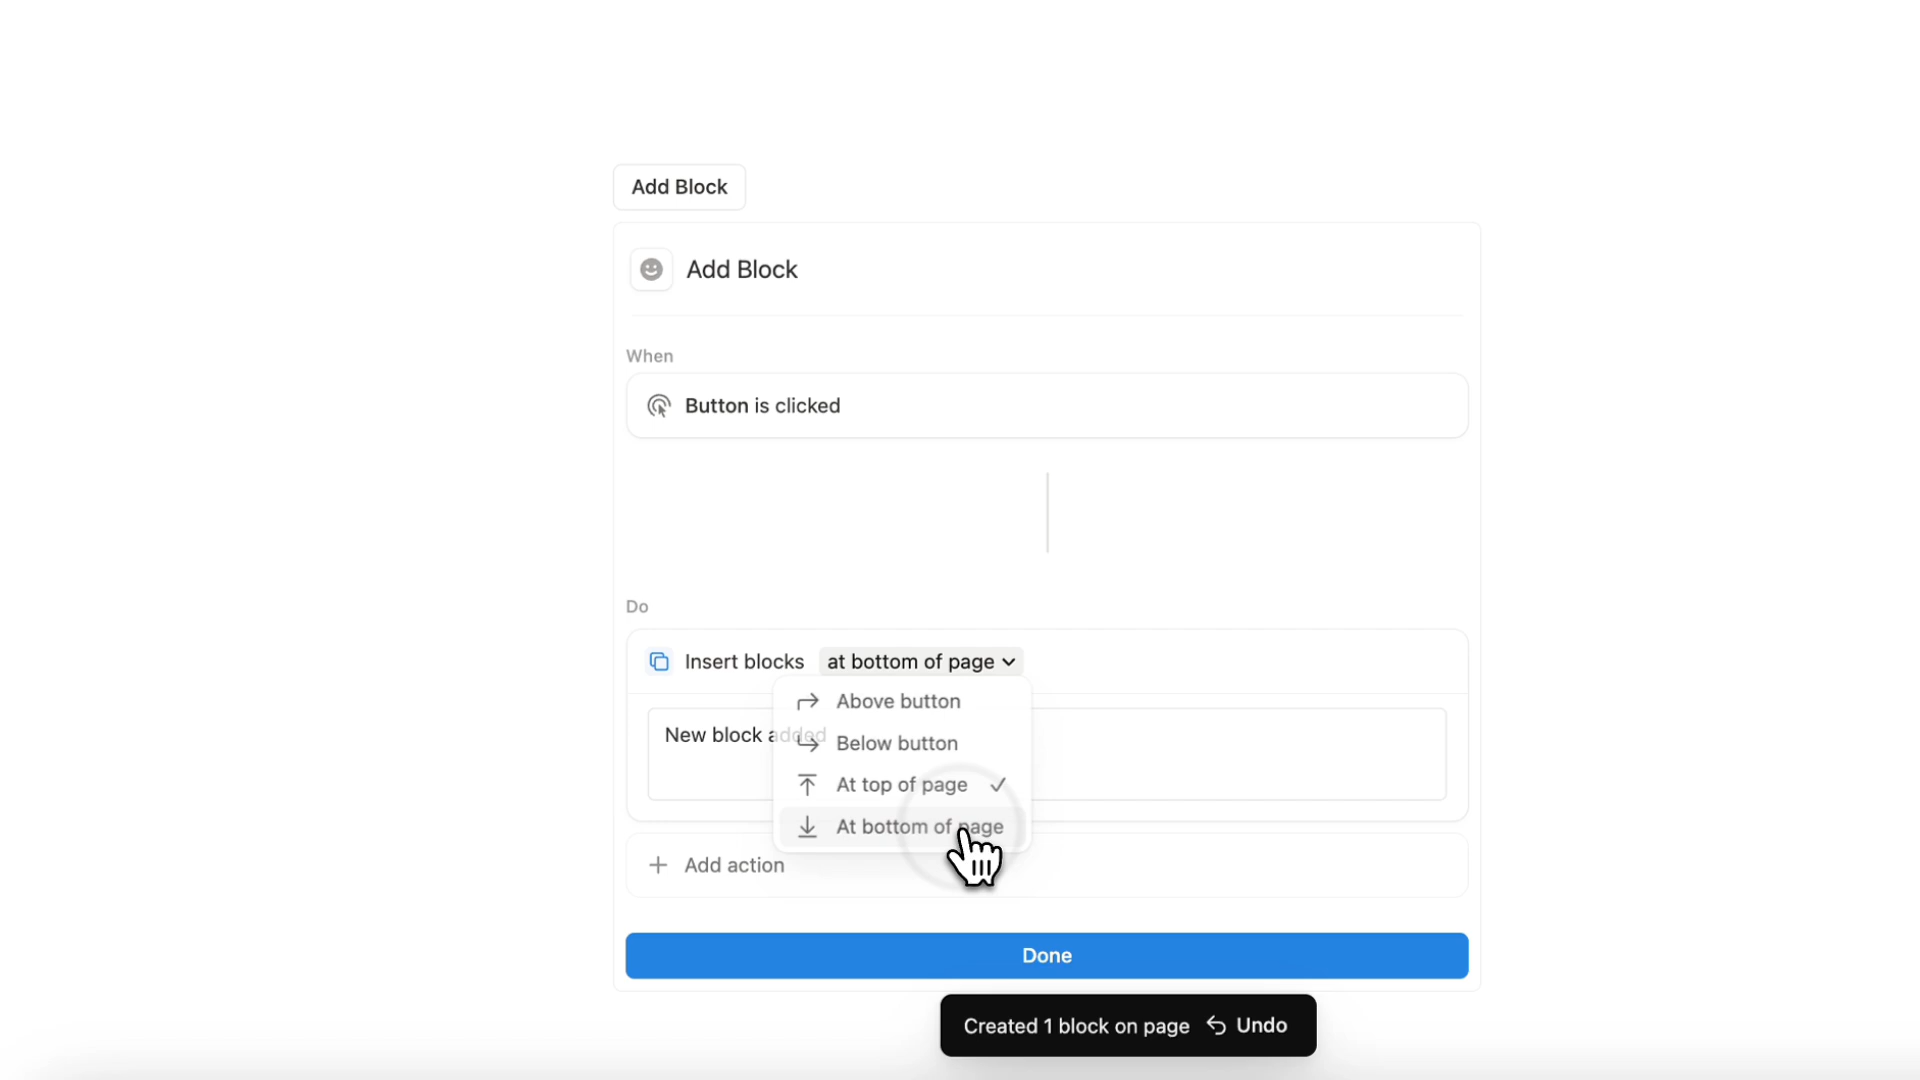 Add Block
Add Block
When
Button is clicked
Do
Insert blocks at bottom of page
Above button
New block added
Below button
At top of page
At bottom of page
Add action
Done
Created 1 block on page Undo